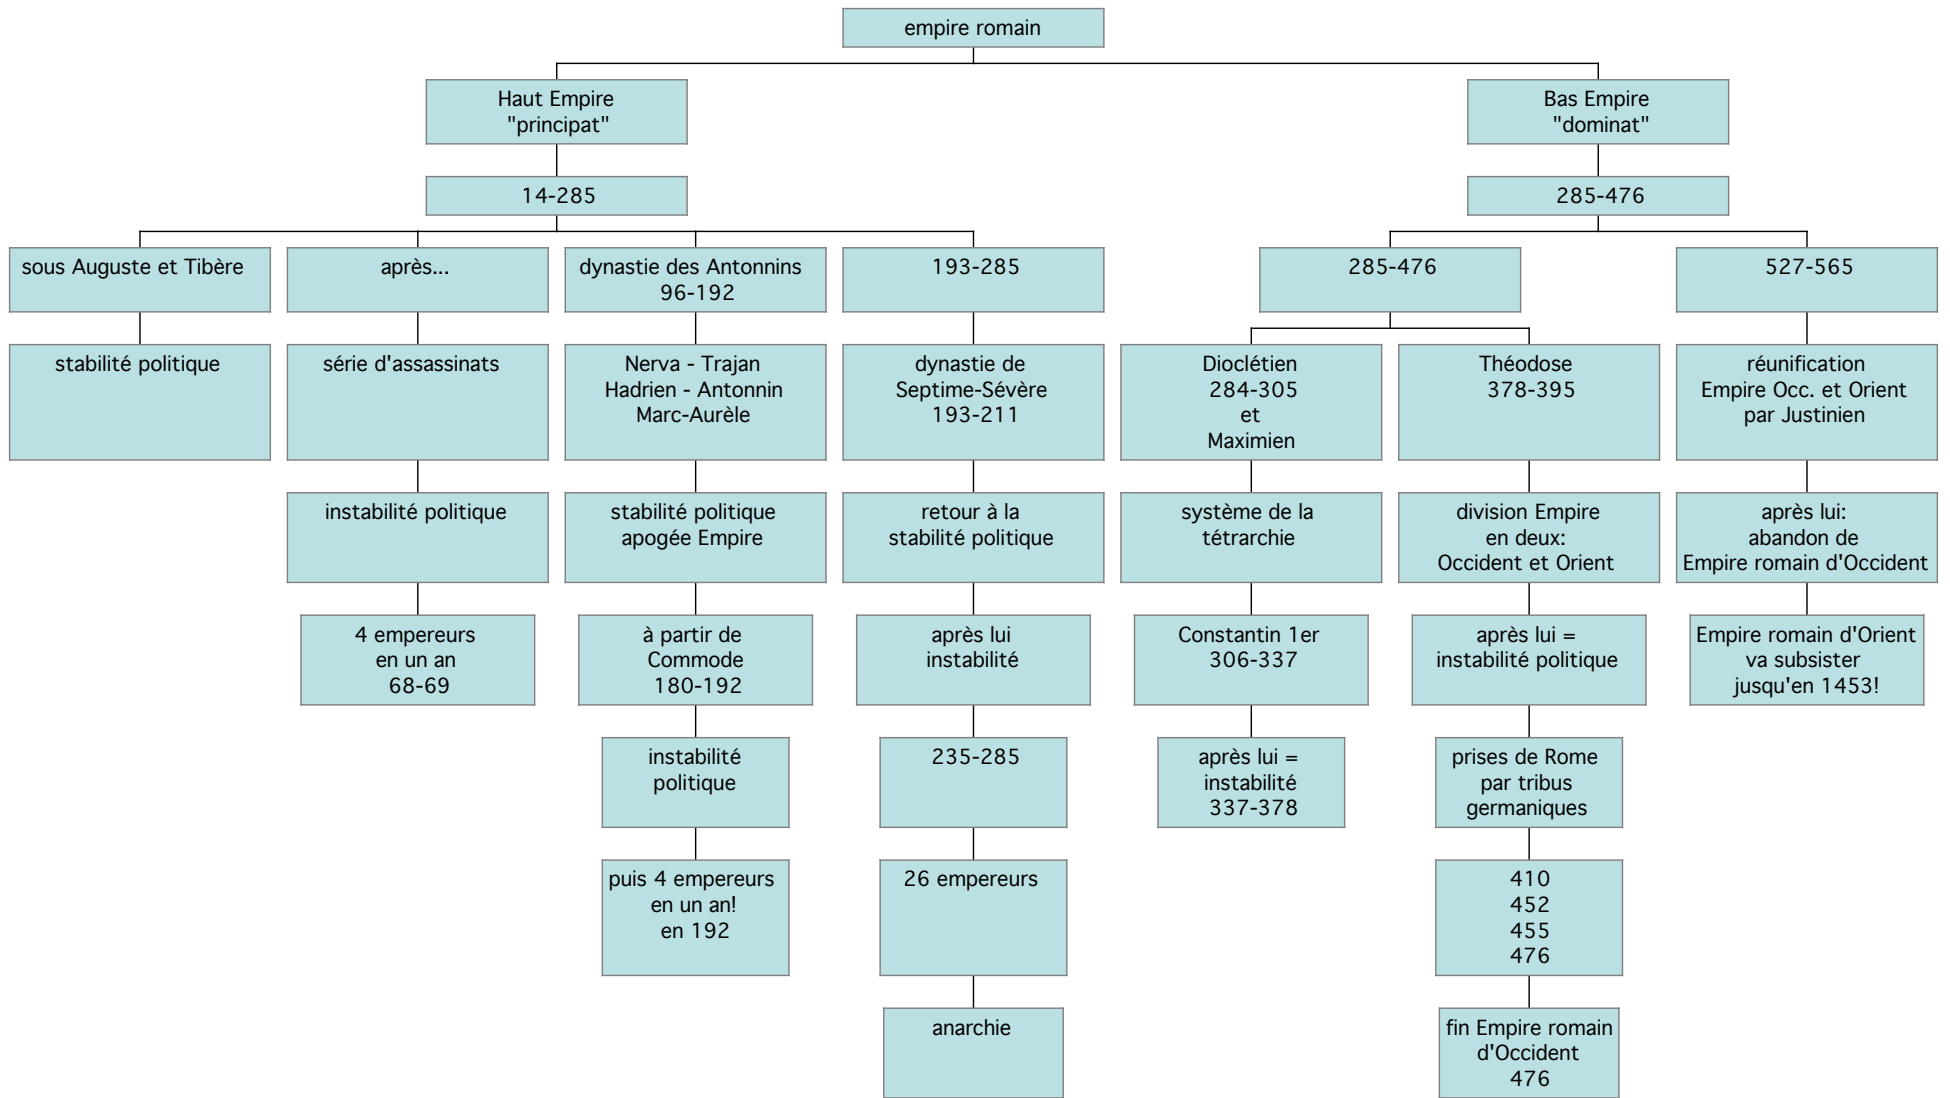 empire romain
Haut Empire
"principat"
Bas Empire
"dominat"
14-285
285-476
sous Auguste et Tibère
après...
dynastie des Antonnins
96-192
193-285
285-476
527-565
stabilité politique
série d'assassinats
Nerva - Trajan
Hadrien - Antonnin
Marc-Aurèle
dynastie de
Septime-Sévère
193-211
Dioclétien
284-305
et
Maximien
Théodose
378-395
réunification
Empire Occ. et Orient
par Justinien
instabilité politique
stabilité politique
apogée Empire
retour à la
stabilité politique
système de la
tétrarchie
division Empire
en deux:
Occident et Orient
après lui:
abandon de
Empire romain d'Occident
4 empereurs
en un an
68-69
à partir de
Commode
180-192
après lui
instabilité
Constantin 1er
306-337
après lui =
instabilité politique
Empire romain d'Orient
va subsister
jusqu'en 1453!
instabilité
politique
235-285
après lui =
instabilité
337-378
prises de Rome
par tribus
germaniques
puis 4 empereurs
en un an!
en 192
26 empereurs
410
452
455
476
anarchie
fin Empire romain
d'Occident
476